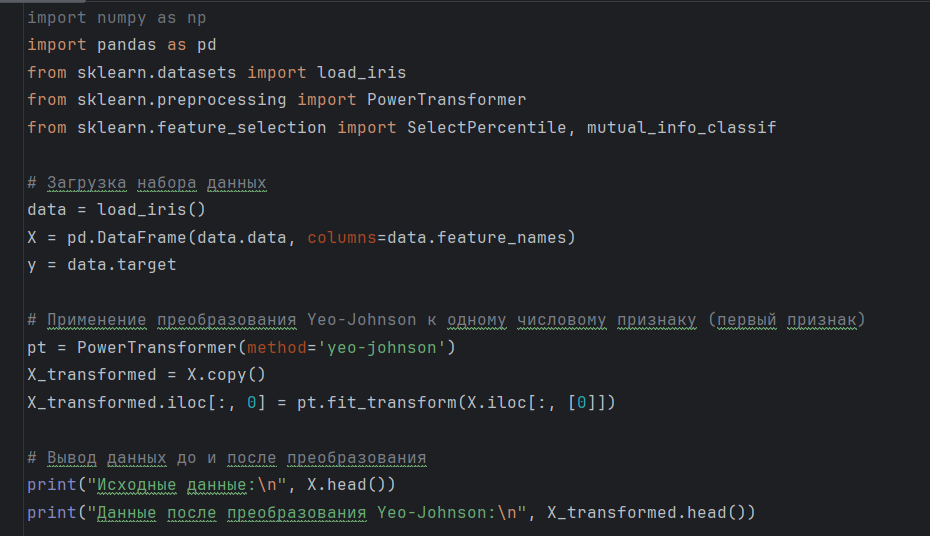 import numpy as np
import pandas as pd
from sklearn.datasets import load_iris
from sklearn.preprocessing import PowerTransformer
from sklearn.feature_selection import SelectPercentile, mutual_info_classif
# Загрузка набора данных
data = load_iris()
X = pd.DataFrame(data.data, columns=data.feature_names)
y = data.target
# Применение преобразования Yeo-Johnson к одному числовому признаку (первый признак)
pt = PowerTransformer(method='yeo-johnson')
X_transformed = X.copy()
X_transformed.iloc[:, 0] = pt.fit_transform(X.iloc[:, [0]])
# Вывод данных до и после преобразования
print("Исходные данные:\n", X.head())
print("Данные после преобразования Yeo-Johnson:\n", X_transformed.head())